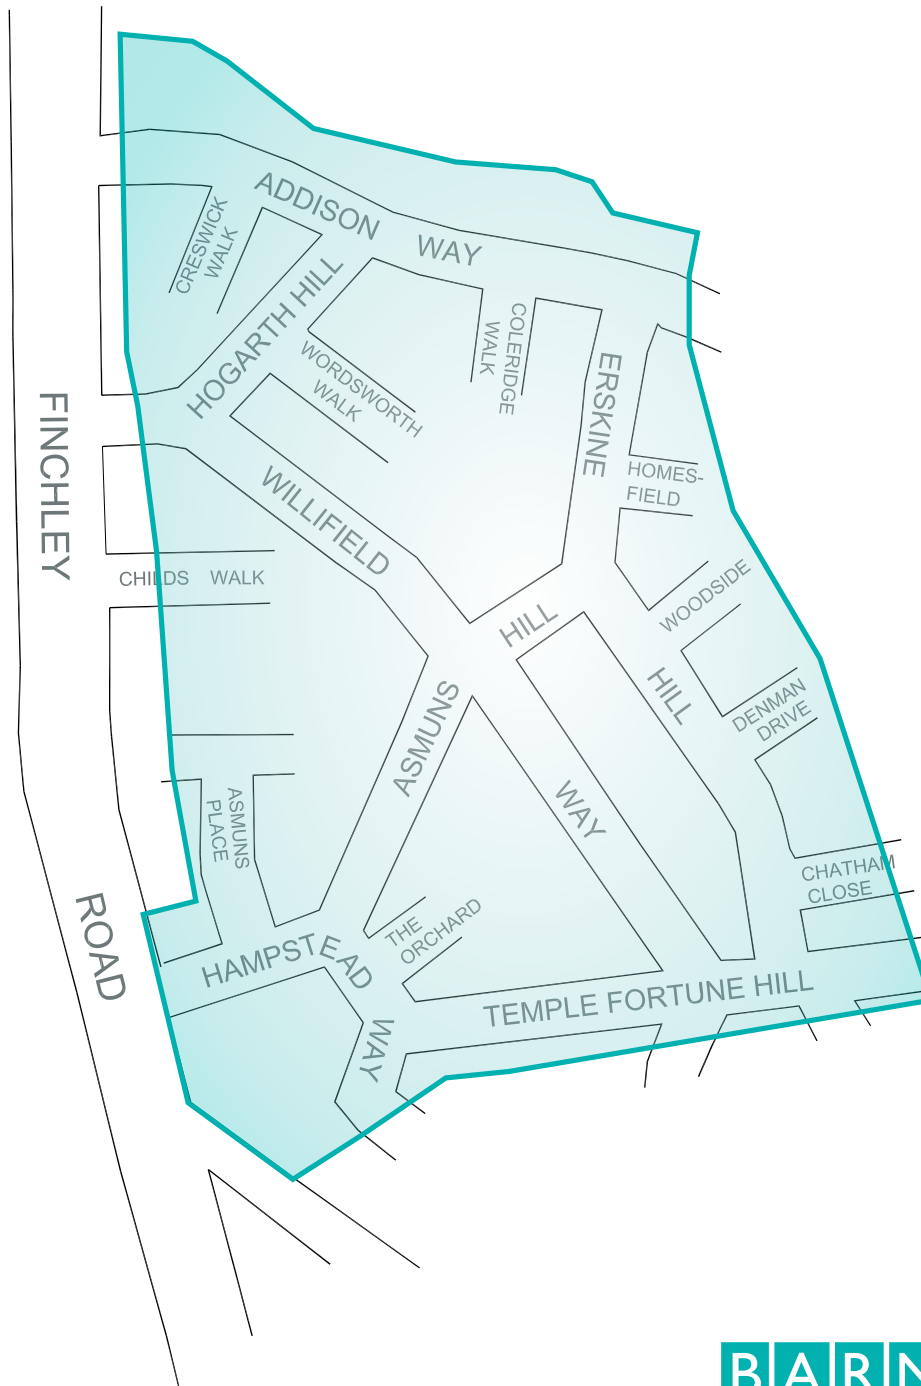 ADDISON WAY
CRESWICK
WALK
HOGARTH HILL
WORDSWORTH
WALK
COLERIDGE
WALK
ERSKINE
HILL
FINCHLEY
ROAD
HOMES-
FIELD
WILLIFIELD
WAY
CHILDS WALK
WOODSIDE
ASMUNS
HILL
DENMAN
DRIVE
ASMUNS
PLACE
CHATHAM
CLOSE
THE
ORCHARD
HAMPSTEAD
WAY
TEMPLE FORTUNE HILL
BARN